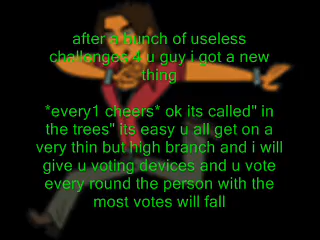 after a bunch of useless
challenges 4 u guy i got a new
thing
*every1 cheers* ok its called" in
the trees" its easy u all get on a
very thin but high branch and i will
give u voting devices and u vote
every round the person with the
most votes will fall